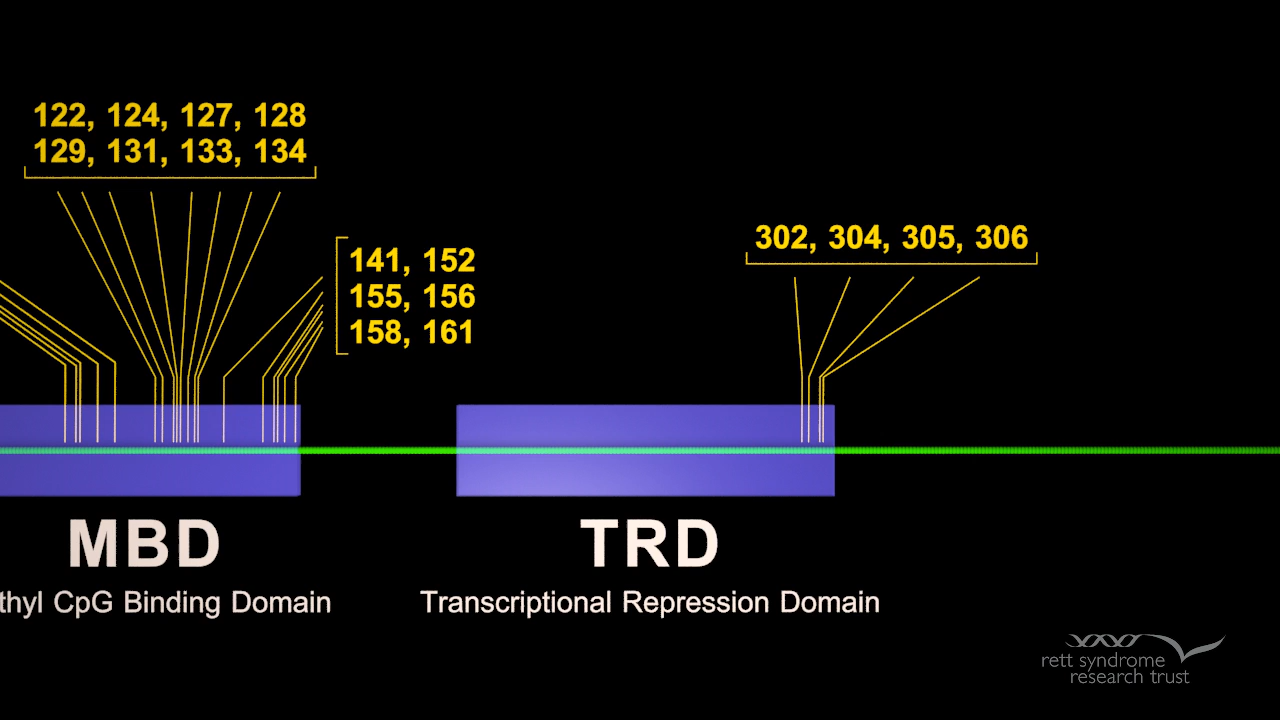 122, 124, 127, 128
129, 131, 133, 134
141, 152
155, 156
158, 161
302, 304, 305, 306
MBD
thyl CpG Binding Domain
TRD
Transcriptional Repression Domain
rett syndrome
research trust